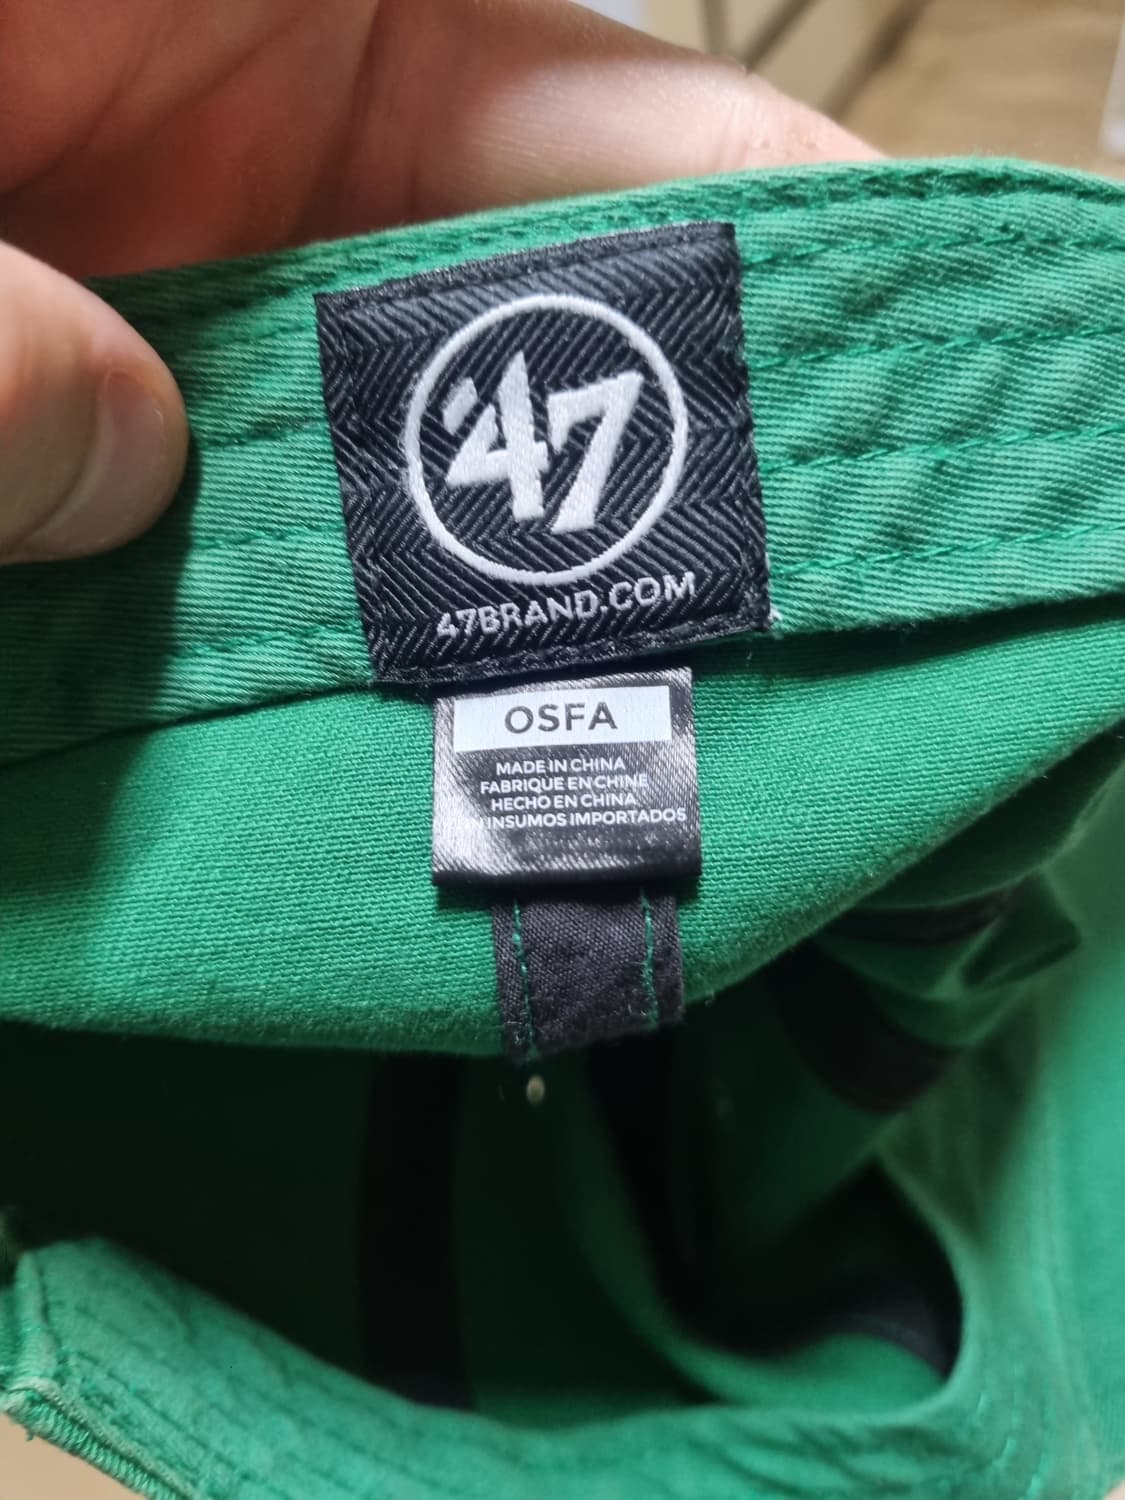 '47
47BRAND.COM
OSFA
MADE IN CHINA
FABRIQUE EN CHINE
HECHO EN CHINA
INSUMOS IMPORTADOS